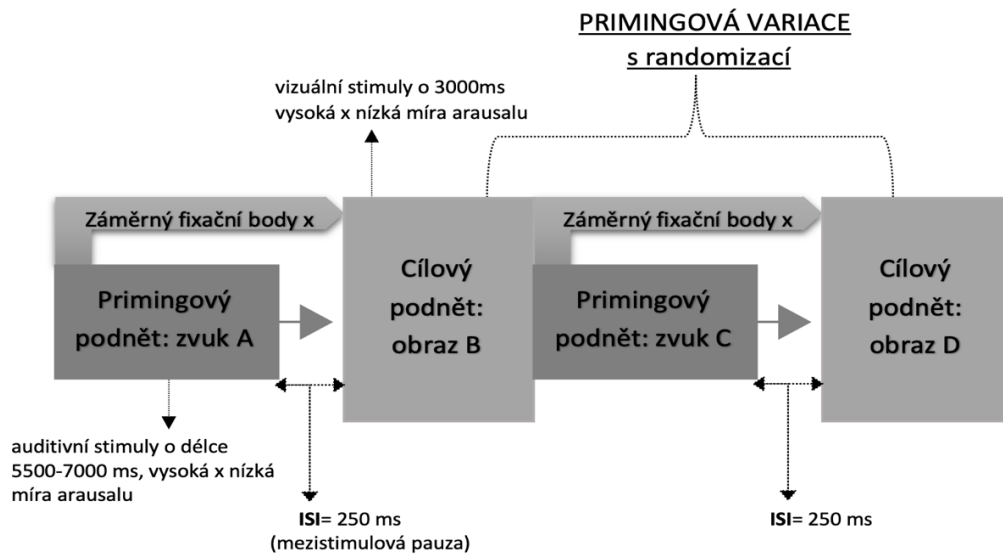 PRIMINGOVÁ VARIACE
s randomizací
vizuální stimuly o 3000ms
vysoká x nízká míra arausalu
Záměrný fixační body x
Primingový
podnět: zvuk A
Cílový
podnět:
obraz B
Záměrný fixační body x
Primingový
podnět: zvuk C
Cílový
podnět:
obraz D
auditivní stimuly o délce
5500-7000 ms, vysoká x nízká
míra arausalu
ISI= 250 ms
(mezistimulová pauza)
ISI= 250 ms